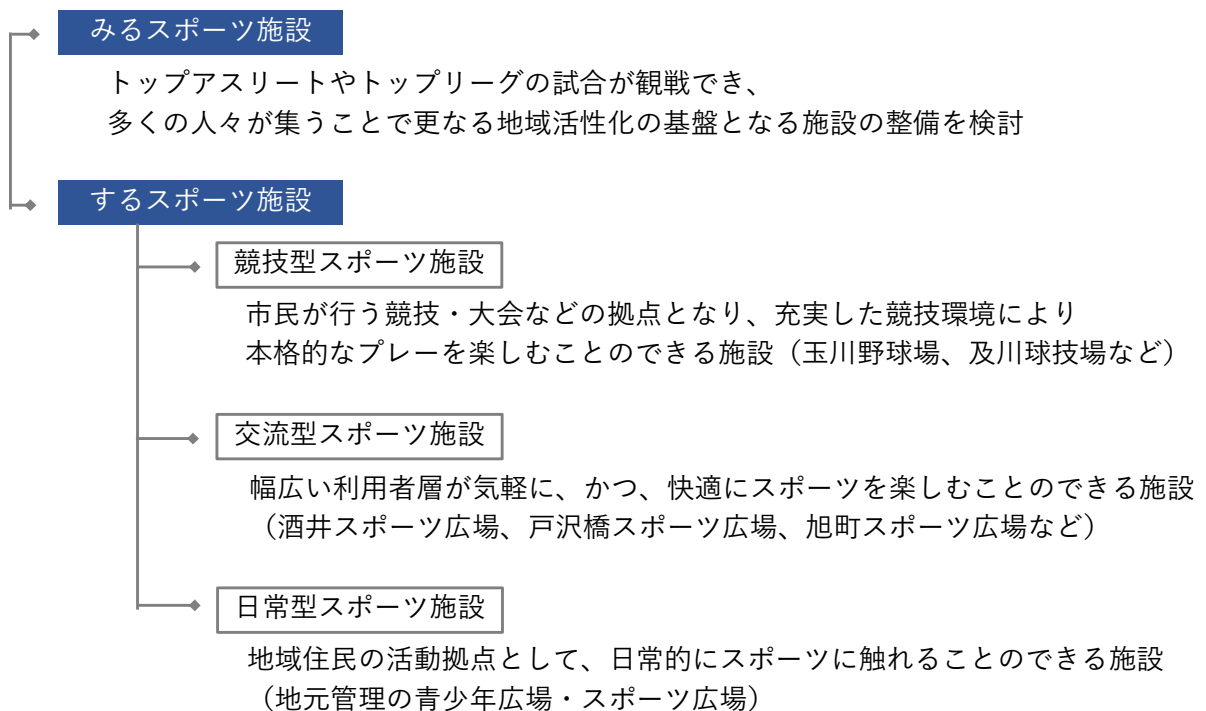 みるスポーツ施設
トップアスリートやトップリーグの試合が観戦でき、
多くの人々が集うことで更なる地域活性化の基盤となる施設の整備を検討
するスポーツ施設
競技型スポーツ施設
市民が行う競技・大会などの拠点となり、充実した競技環境により
本格的なプレーを楽しむことのできる施設（玉川野球場、及川球技場など）
交流型スポーツ施設
幅広い利用者層が気軽に、かつ、快適にスポーツを楽しむことのできる施設
（酒井スポーツ広場、戸沢橋スポーツ広場、旭町スポーツ広場など）
日常型スポーツ施設
地域住民の活動拠点として、日常的にスポーツに触れることのできる施設
（地元管理の青少年広場・スポーツ広場）